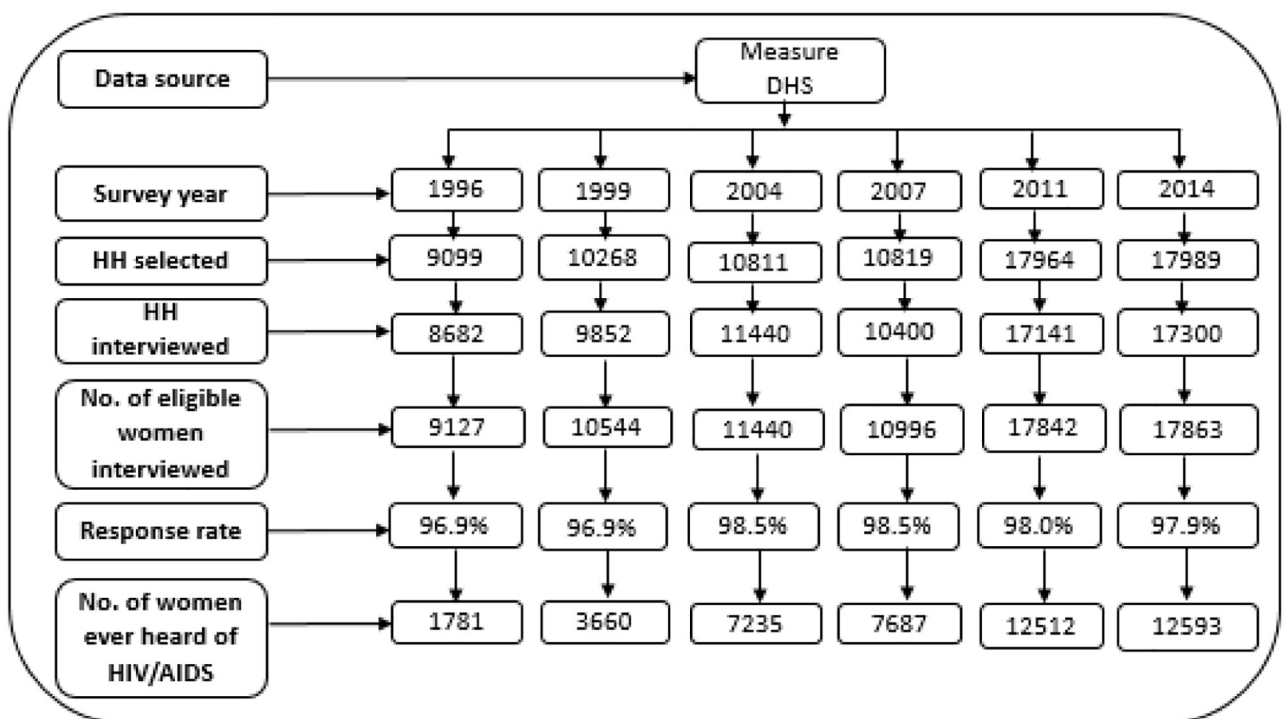 Data source
Measure
DHS
Survey year
1996
1999
2004
2007
2011
2014
HH selected
9099
10268
10811
10819
17964
17989
HH
interviewed
8682
9852
11440
10400
17141
17300
No. of eligible
women
interviewed
9127
10544
11440
10996
17842
17863
Response rate
96.9%
96.9%
98.5%
98.5%
98.0%
97.9%
No. of women
ever heard of
HIV/AIDS
1781
3660
7235
7687
12512
12593